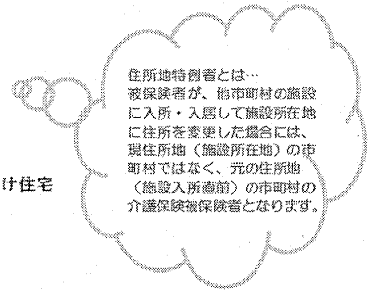 住所地特例者とは…
被保険者が、他市町村の施設
に入所・入居して施設所在地
に住所を変更した場合には、
現住所地（施設所在地）の市
町村ではなく、元の住所地
（施設入所直前）の市町村の
介護保険被保険者となります。
け住宅